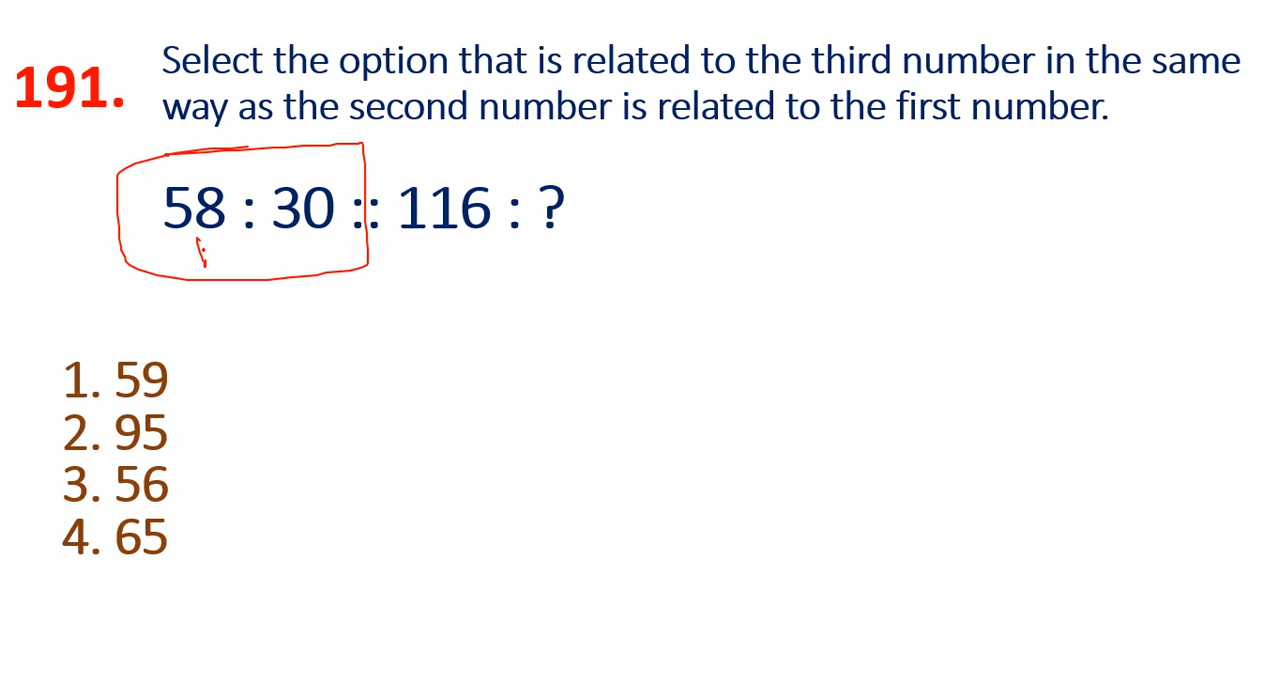 191. Select the option that is related to the third number in the same
way as the second number is related to the first number.
58 : 30 :: 116 : ?
1. 59
2. 95
3. 56
4. 65